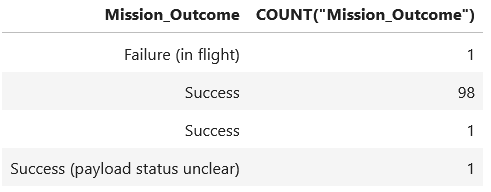 Mission_Outcome COUNT("Mission_Outcome")
Failure (in flight) 1
Success 98
Success 1
Success (payload status unclear) 1